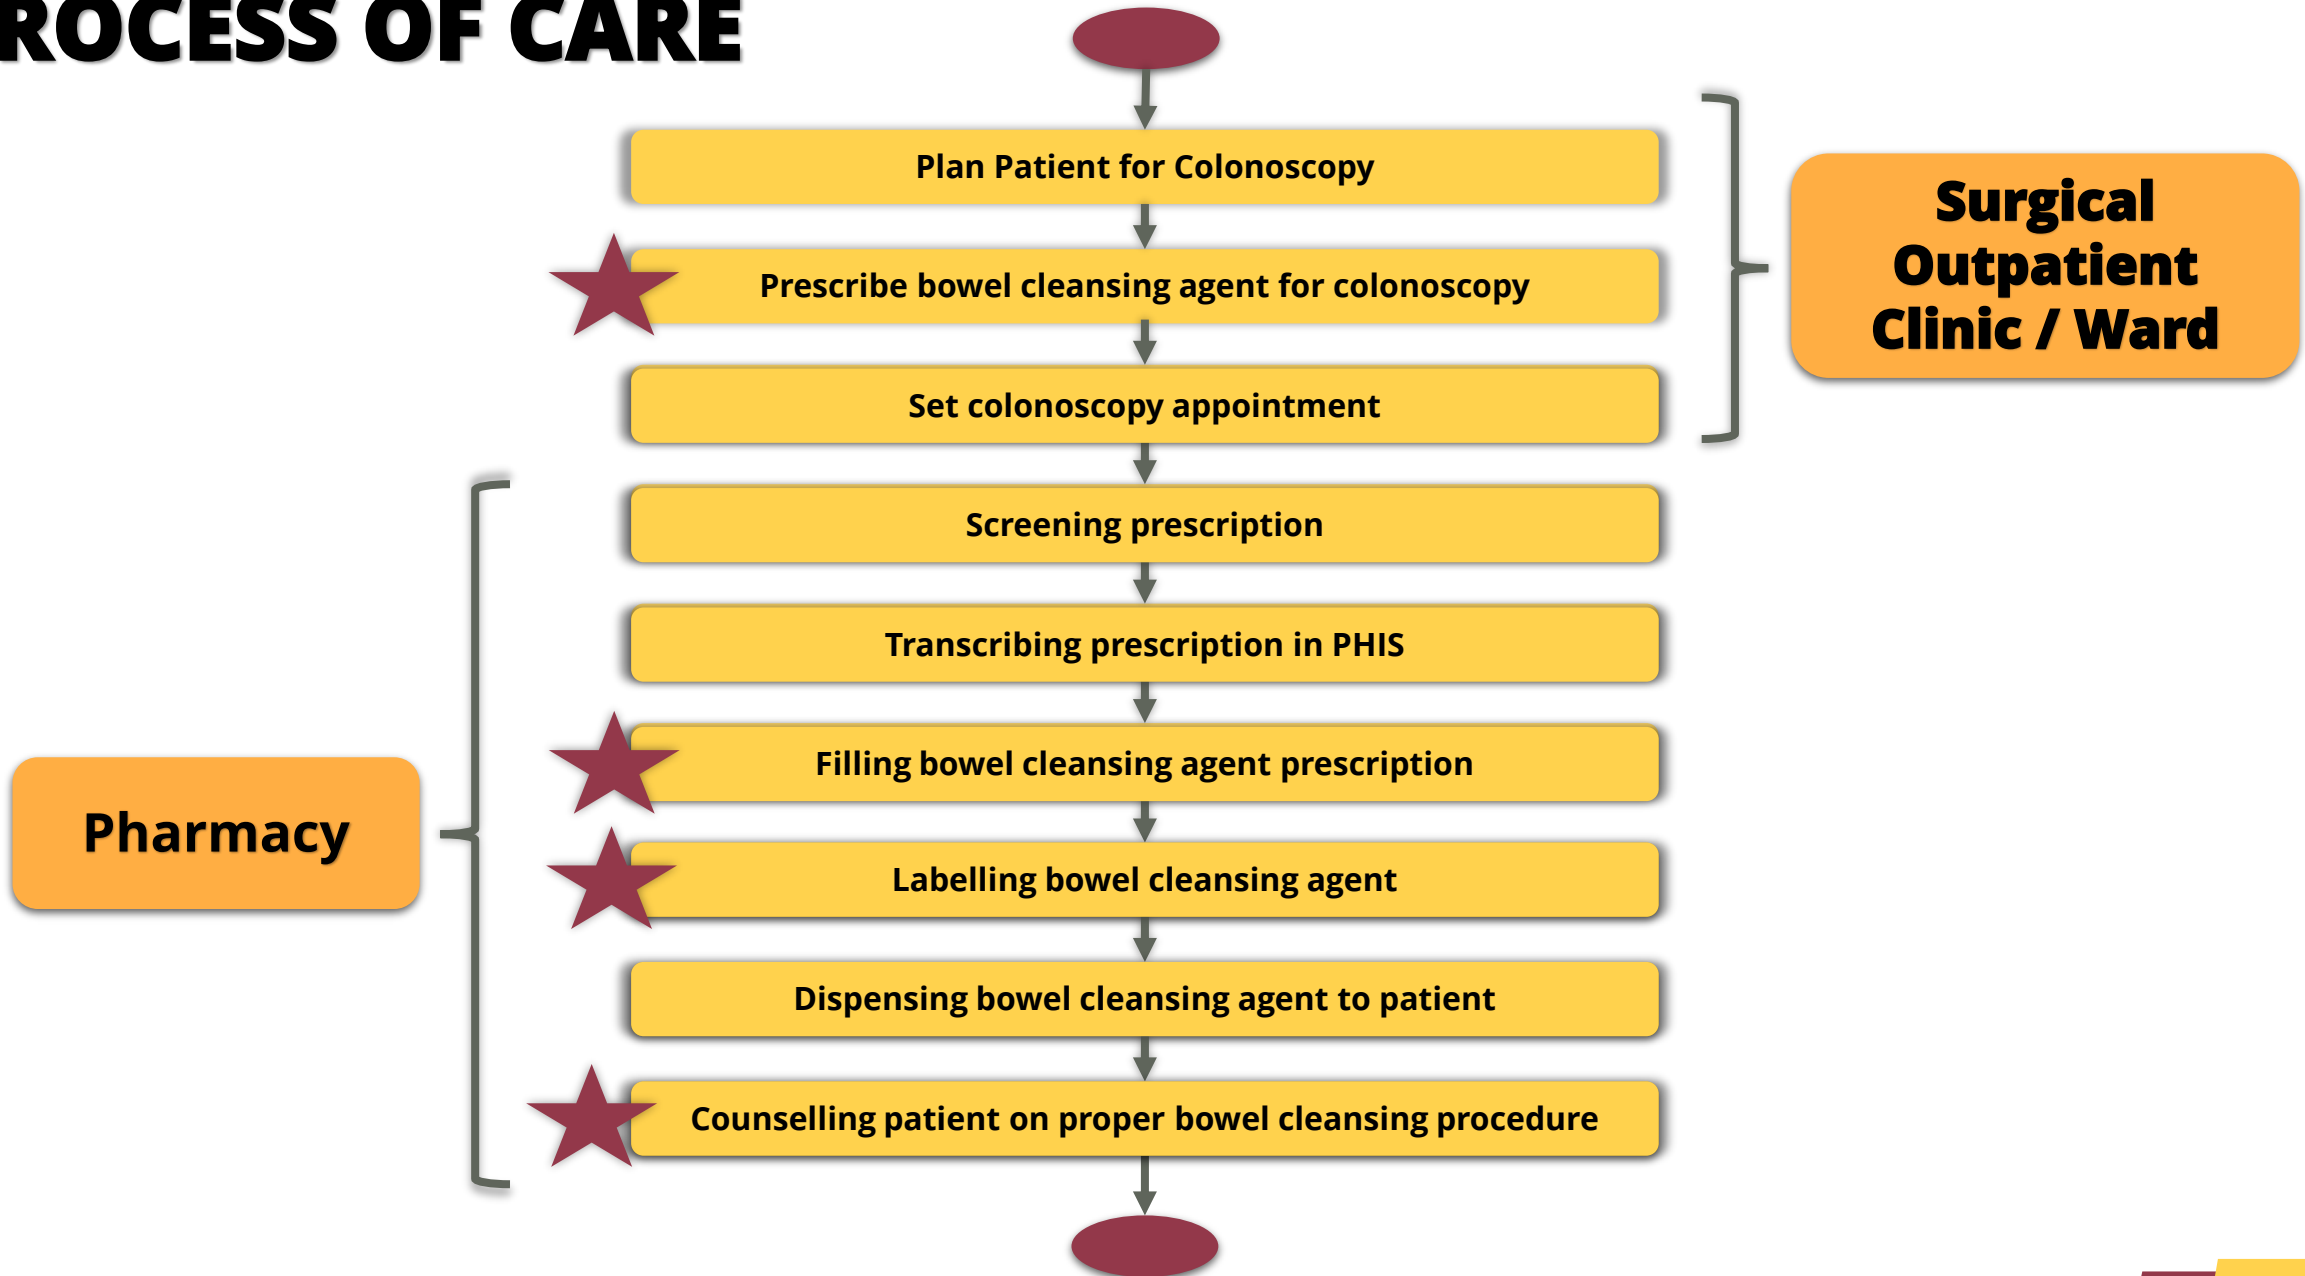 ROCESS OF CARE
Plan Patient for Colonoscopy
Prescribe bowel cleansing agent for colonoscopy
Set colonoscopy appointment
Surgical
Outpatient
Clinic / Ward
Screening prescription
Transcribing prescription in PHIS
Filling bowel cleansing agent prescription
Labelling bowel cleansing agent
Dispensing bowel cleansing agent to patient
Counselling patient on proper bowel cleansing procedure
Pharmacy